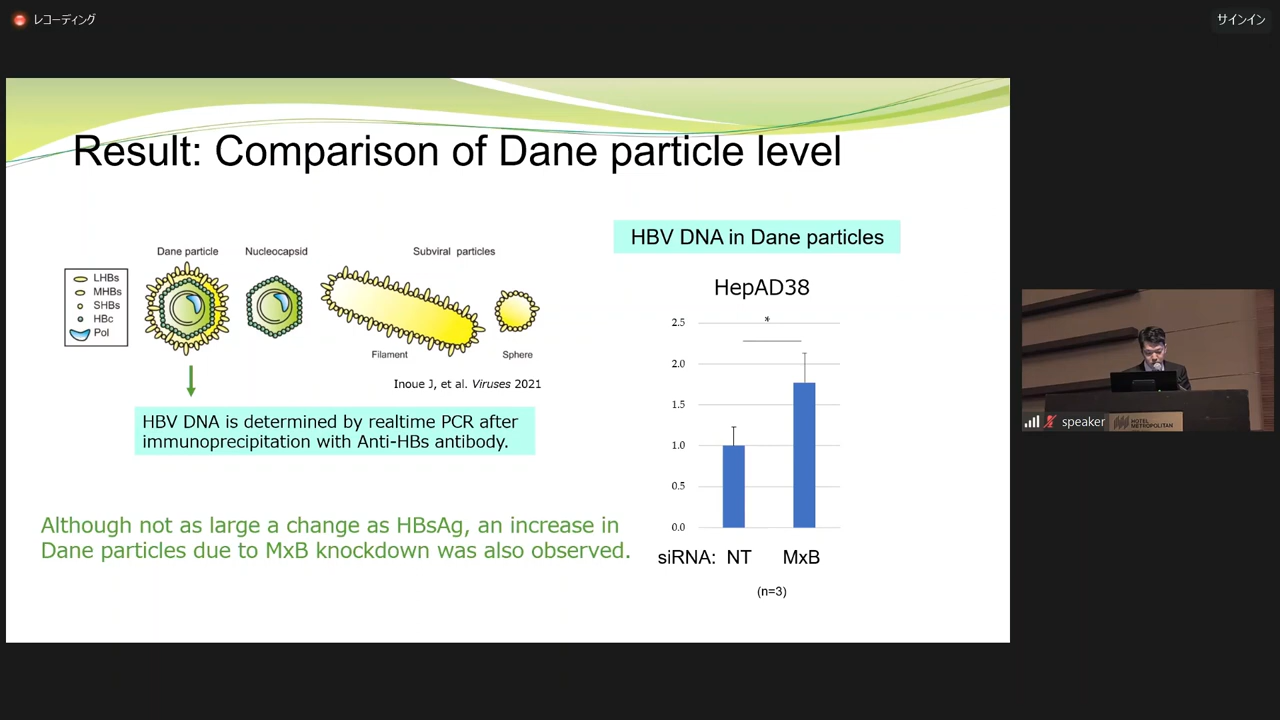 レコーディング
サインイン
Result: Comparison of Dane particle level
HBV DNA in Dane particles
Dane particle
Nucleocapsid
Subviral particles
LHBs
MHBs
SHBs
HBc
Pol
Filament
Sphere
Inoue J, et al. Viruses 2021
HBV DNA is determined by realtime PCR after
immunoprecipitation with Anti-HBs antibody.
Although not as large a change as HBsAg, an increase in
Dane particles due to MxB knockdown was also observed.
HepAD38
*
2.5
2.0
1.5
1.0
0.5
0.0
siRNA: NT MxB
(n=3)
speaker
HOTEL
METROPOLITAN